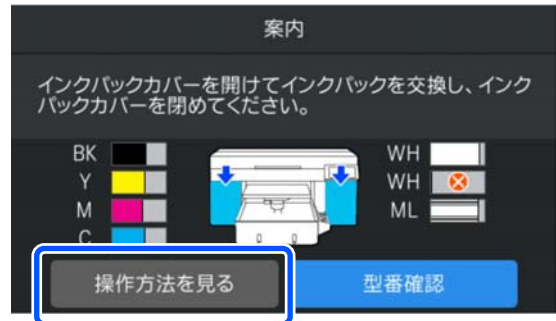 案内
インクパックカバーを開けてインクパックを交換し、インク
パックカバーを閉めてください。
BK
Y
M
C
WH
WH
ML
操作方法を見る
型番確認